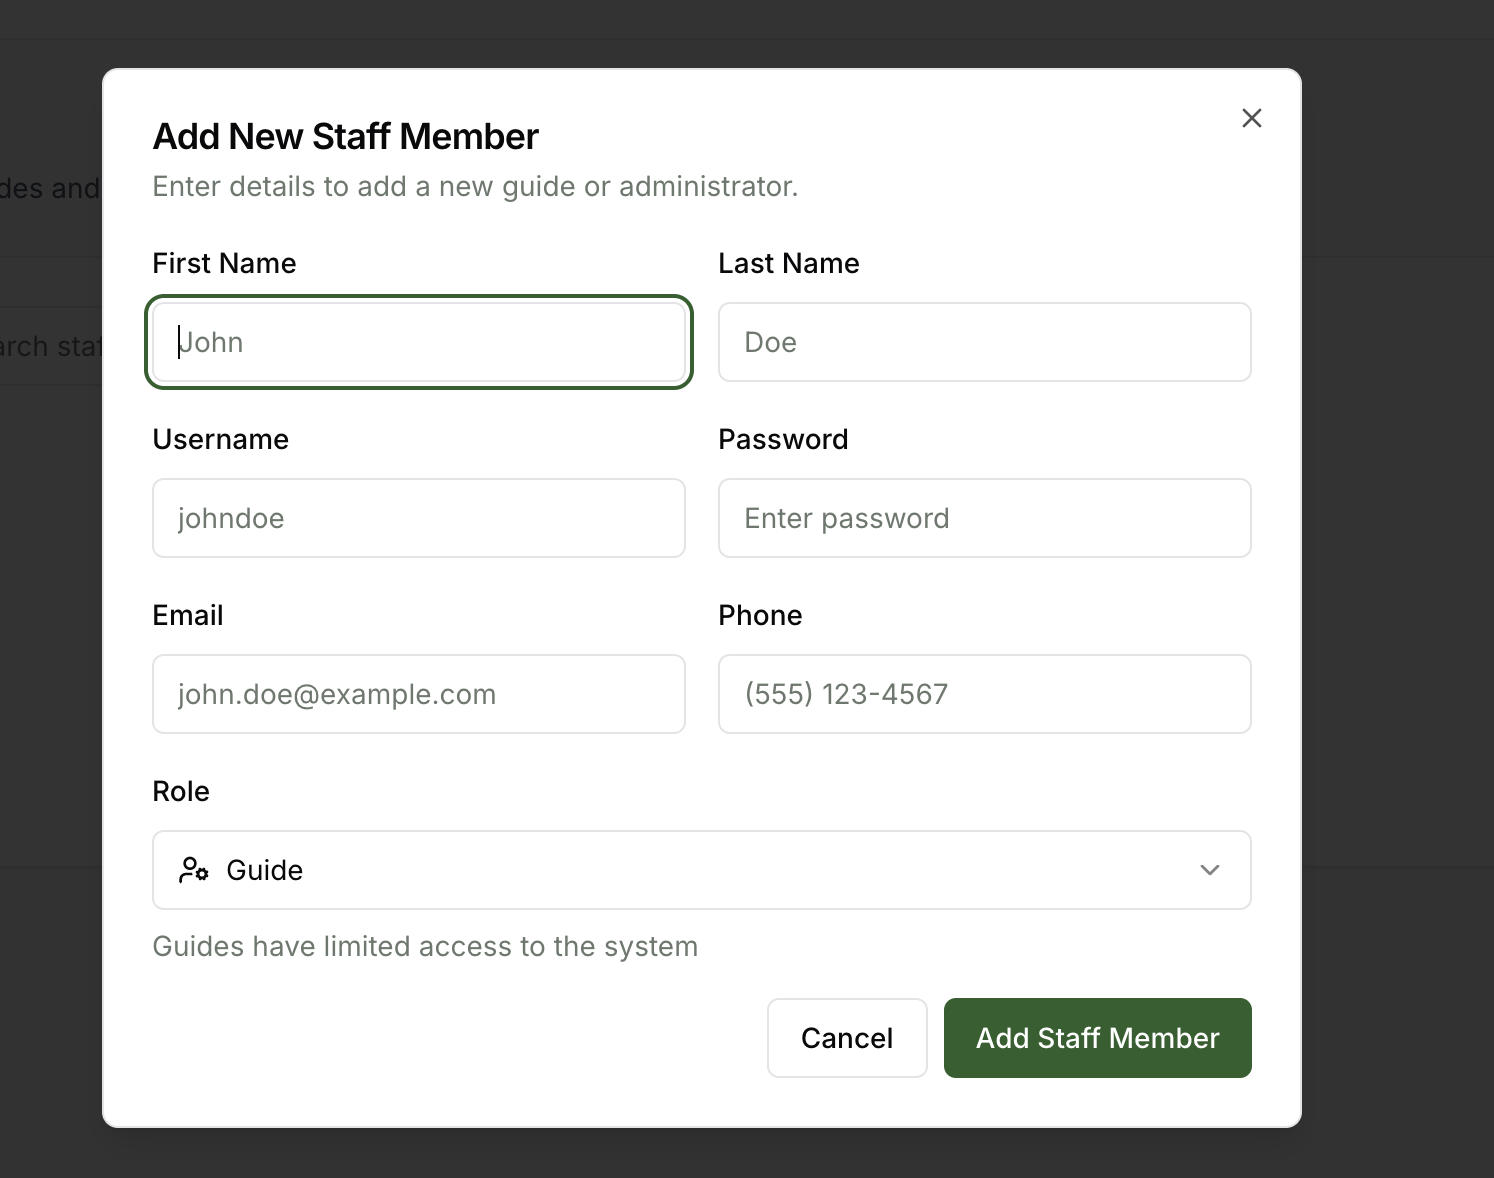 Add New Staff Member
Enter details to add a new guide or administrator.
des and
First Name
Last Name
John
Doe
arch staf
Username
Password
johndoe
Enter password
Email
Phone
john.doe@example.com
(555) 123-4567
Role
Guide
Guides have limited access to the system
Cancel
Add Staff Member